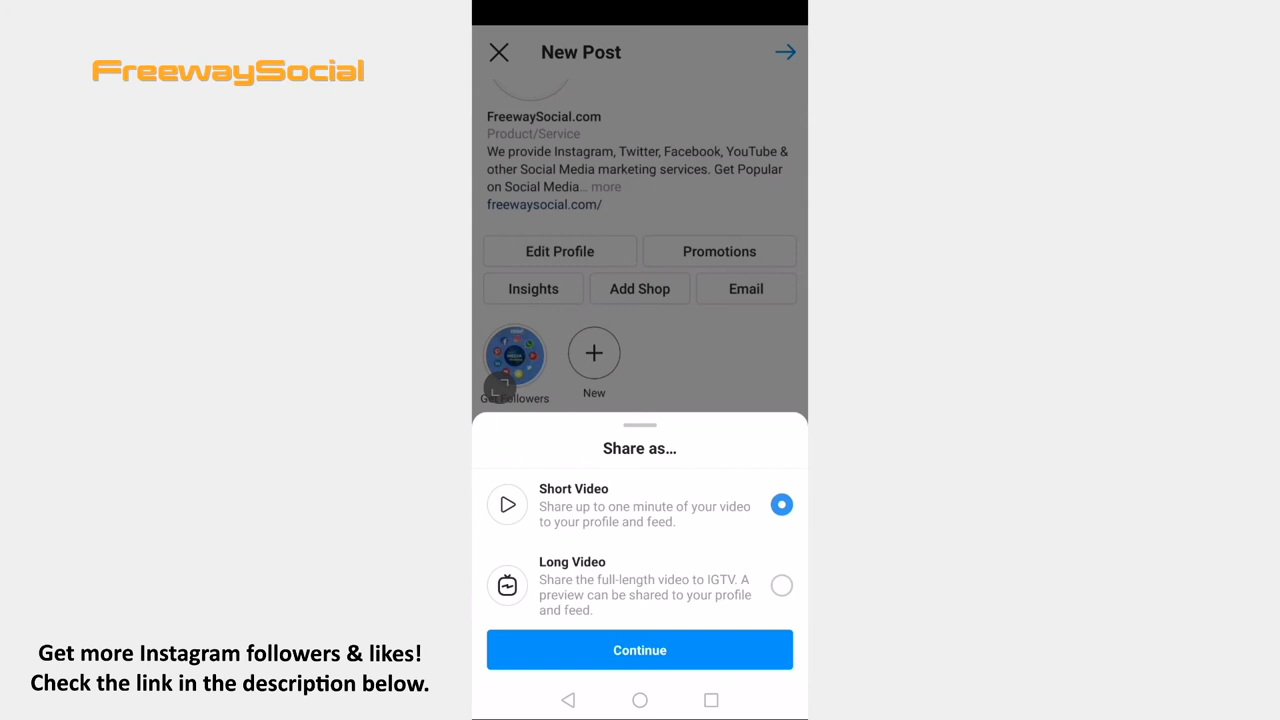 FreewaySocial
New Post
FreewaySocial.com
Product/Service
We provide Instagram, Twitter, Facebook, YouTube &
other Social Media marketing services. Get Popular
on Social Media... more
freewaysocial.com/
Edit Profile
Promotions
Insights
Add Shop
Email
New
Get Followers
Share as...
Short Video
Share up to one minute of your video
to your profile and feed.
Long Video
Share the full-length video to IGTV. A
preview can be shared to your profile
and feed.
Continue
Get more Instagram followers & likes!
Check the link in the description below.